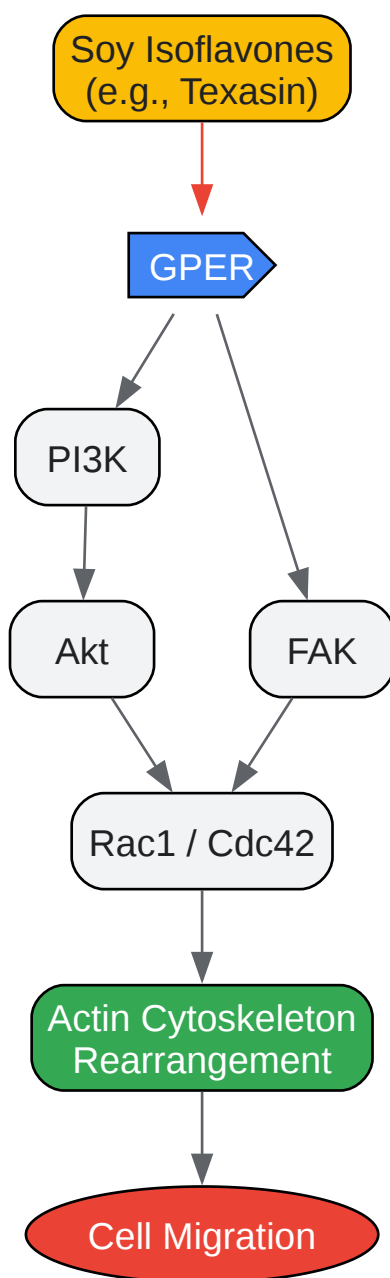 Soy Isoflavones
(e.g., Texasin)
GPER
PI3K
Akt
FAK
Rac1 / Cdc42
Actin Cytoskeleton
Rearrangement
Cell Migration